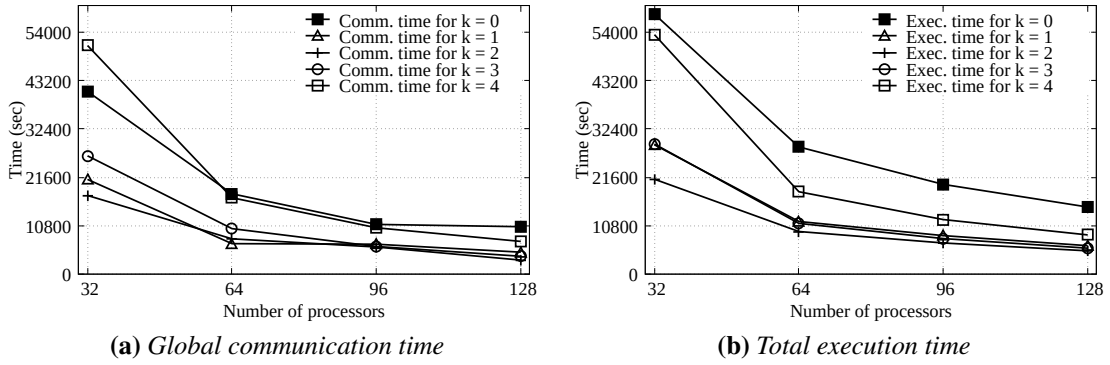 54000
43200
32400
21600
10800
0
Time (sec)
32
64
96
128
Number of processors
Comm. time for k = 0
Comm. time for k = 1
Comm. time for k = 2
Comm. time for k = 3
Comm. time for k = 4
(a) Global communication time
54000
43200
32400
21600
10800
0
Time (sec)
32
64
96
128
Number of processors
Exec. time for k = 0
Exec. time for k = 1
Exec. time for k = 2
Exec. time for k = 3
Exec. time for k = 4
(b) Total execution time